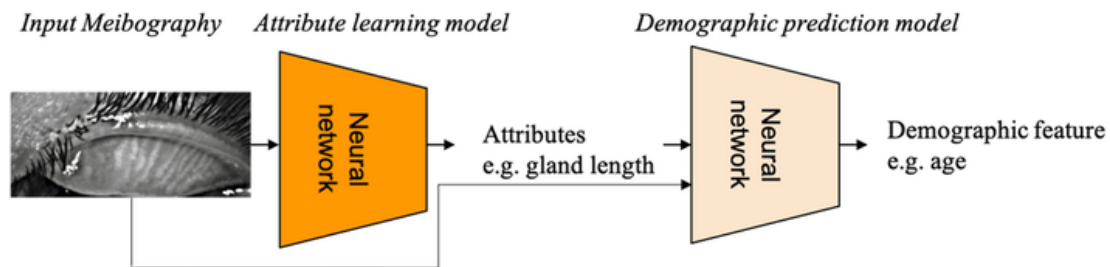 Input Meibography
Attribute learning model
Demographic prediction model
Neural
network
Attributes
e.g. gland length
Neural
network
Demographic feature
e.g. age